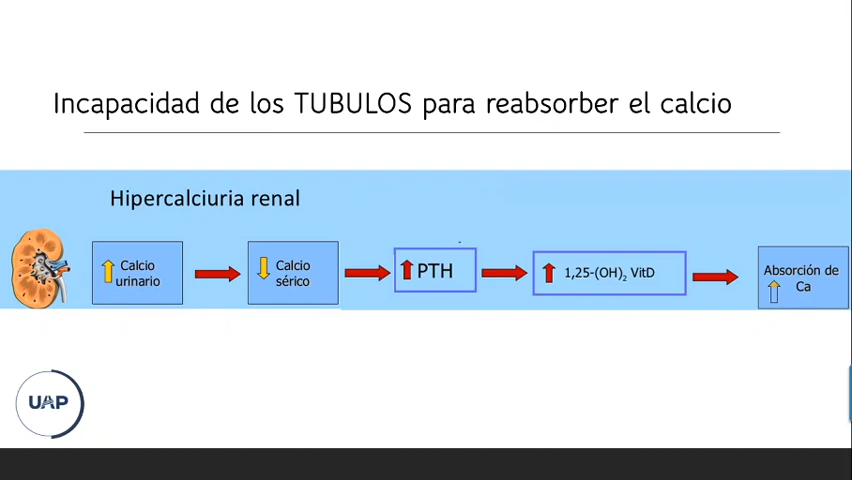 Incapacidad de los TUBULOS para reabsorber el calcio
Hipercalciuria renal
Calcio
urinario
Calcio
sérico
PTH
1,25-(OH)₂ VitD
Absorción de
Ca
UAP